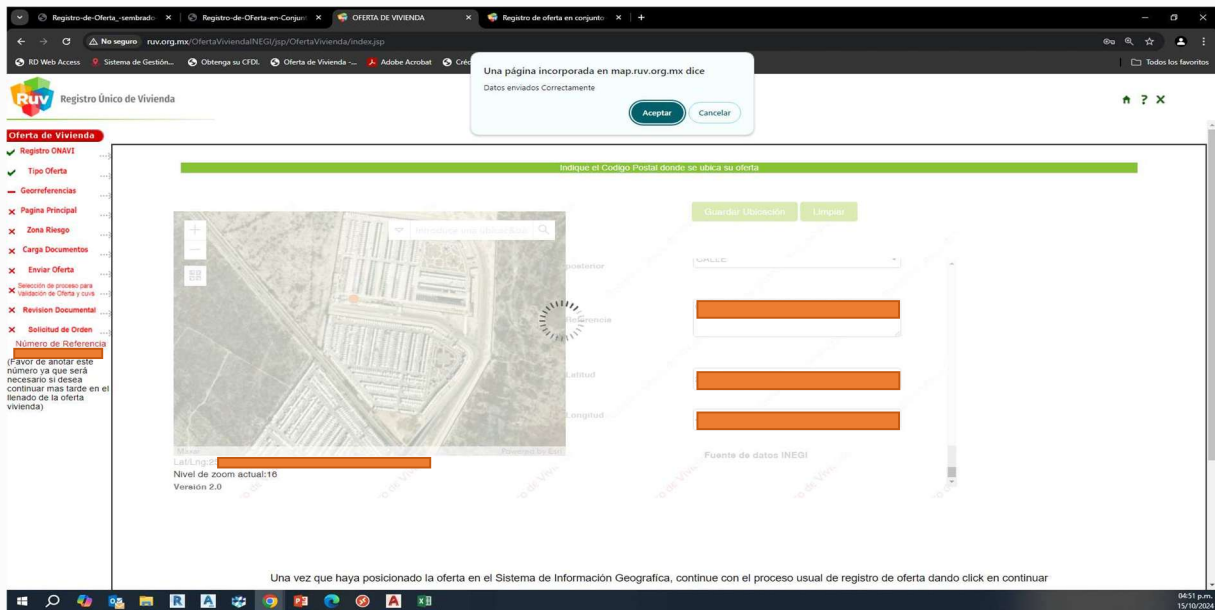 Registro-de-Oferta_-sembrado
Registro-de-OFerta-en-Conjun
OFERTA DE VIVIENDA
Registro de oferta en conjunto
No seguro ruv.org.mx/OfertaViviendaINEGI/jsp/OfertaVivienda/index.jsp
RD Web Access
Sistema de Gestión...
Obtenga su CFDI.
Oferta de Vivienda -...
Adobe Acrobat
Créd
Todos los favoritos
Una página incorporada en map.ruv.org.mx dice
Datos enviados Correctamente
Aceptar
Cancelar
RUV
Registro Único de Vivienda
Oferta de Vivienda
Registro ONAVI
Tipo Oferta
Georreferencias
Pagina Principal
Zona Riesgo
Carga Documentos
Enviar Oferta
Selección de proceso para
Validación de Oferta y cuvs
Revision Documental
Solicitud de Orden
Número de Referencia
(Favor de anotar este
número ya que será
necesario si desea
continuar mas tarde en el
llenado de la oferta
vivienda)
Indique el Codigo Postal donde se ubica su oferta
Guardar Ubicación
Limpiar
posterior
CALLE
Referencia
Latitud
Longitud
Fuente de datos INEGI
Maxar
Powered by Esri
Lat/Lng:25
Nivel de zoom actual:16
Versión 2.0
Una vez que haya posicionado la oferta en el Sistema de Información Geografíca, continue con el proceso usual de registro de oferta dando click en continuar
04:51 p.m.
15/10/2024